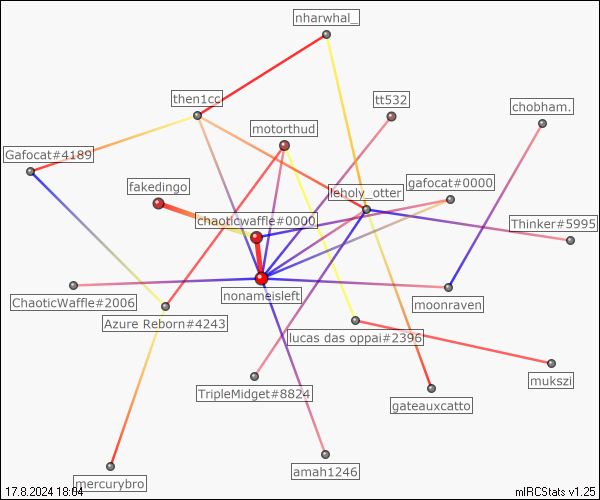 nharwhal_
then1cc
tt532
chobham.
motorthud
Gafocat#4189
fakedingo
leholy_otter
gafocat#0000
chaoticwaffle#0000
Thinker#5995
nonameisleft
ChaoticWaffle#2006
moonraven
Azure Reborn#4243
lucas das oppai#2396
mukszi
TripleMidget#8824
gateauxcatto
amah1246
mercurybro
17.8.2024 18:04
mIRCStats v1.25